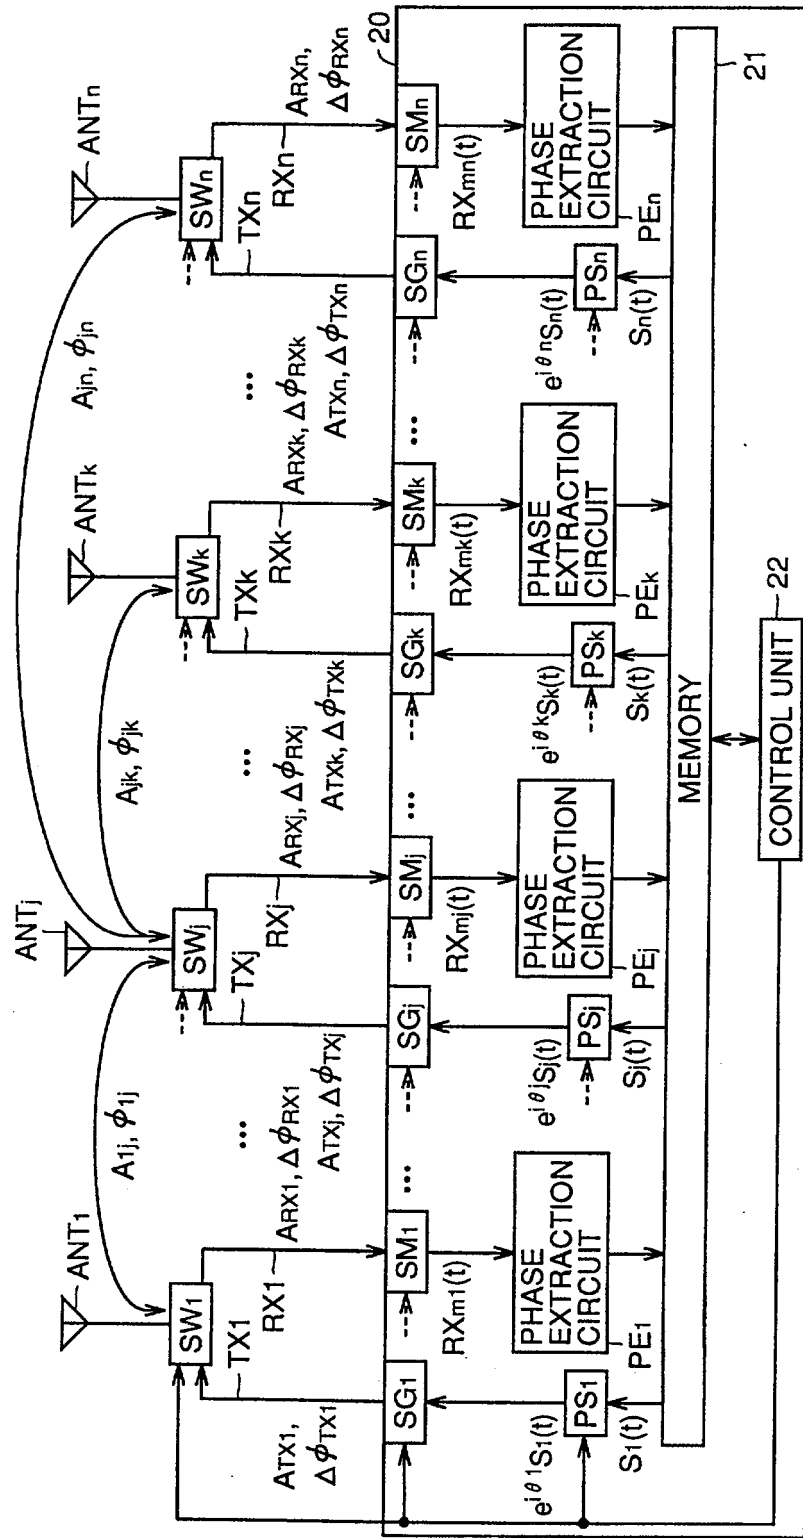 ANT1
ANTj
ANTk
ANTn
A1j, ϕ1j
Ajk, ϕjk
Ajn, ϕjn
SW1
SWj
SWk
SWn
TX1
RX1
TXj
RXj
TXk
RXk
TXn
RXn
ATX1,
ΔϕTX1
ARX1, ΔϕRX1
ATXj, ΔϕTXj
ARXj, ΔϕRXj
ATXk, ΔϕTXk
ARXk, ΔϕRXk
ATXn, ΔϕTXn
ARXn,
ΔϕRXn
...
...
...
20
SG1
SM1
...
SGj
SMj
...
SGk
SMk
...
SGn
SMn
e^iθ1S1(t)
RXm1(t)
e^iθjSj(t)
RXmj(t)
e^iθkSk(t)
RXmk(t)
e^iθnSn(t)
RXmn(t)
PS1
PHASE
EXTRACTION
CIRCUIT
PSj
PHASE
EXTRACTION
CIRCUIT
PSk
PHASE
EXTRACTION
CIRCUIT
PSn
PHASE
EXTRACTION
CIRCUIT
S1(t)
PE1
Sj(t)
PEj
Sk(t)
PEk
Sn(t)
PEn
MEMORY
21
CONTROL UNIT
22